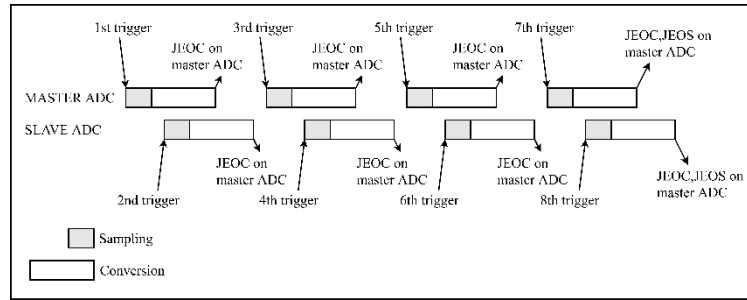 1st trigger
3rd trigger
5th trigger
7th trigger
JEOC on
master ADC
JEOC on
master ADC
JEOC on
master ADC
JEOC,JEOS on
master ADC
MASTER ADC
SLAVE ADC
JEOC on
master ADC
JEOC on
master ADC
JEOC on
master ADC
JEOC,JEOS on
master ADC
2nd trigger
4th trigger
6th trigger
8th trigger
Sampling
Conversion